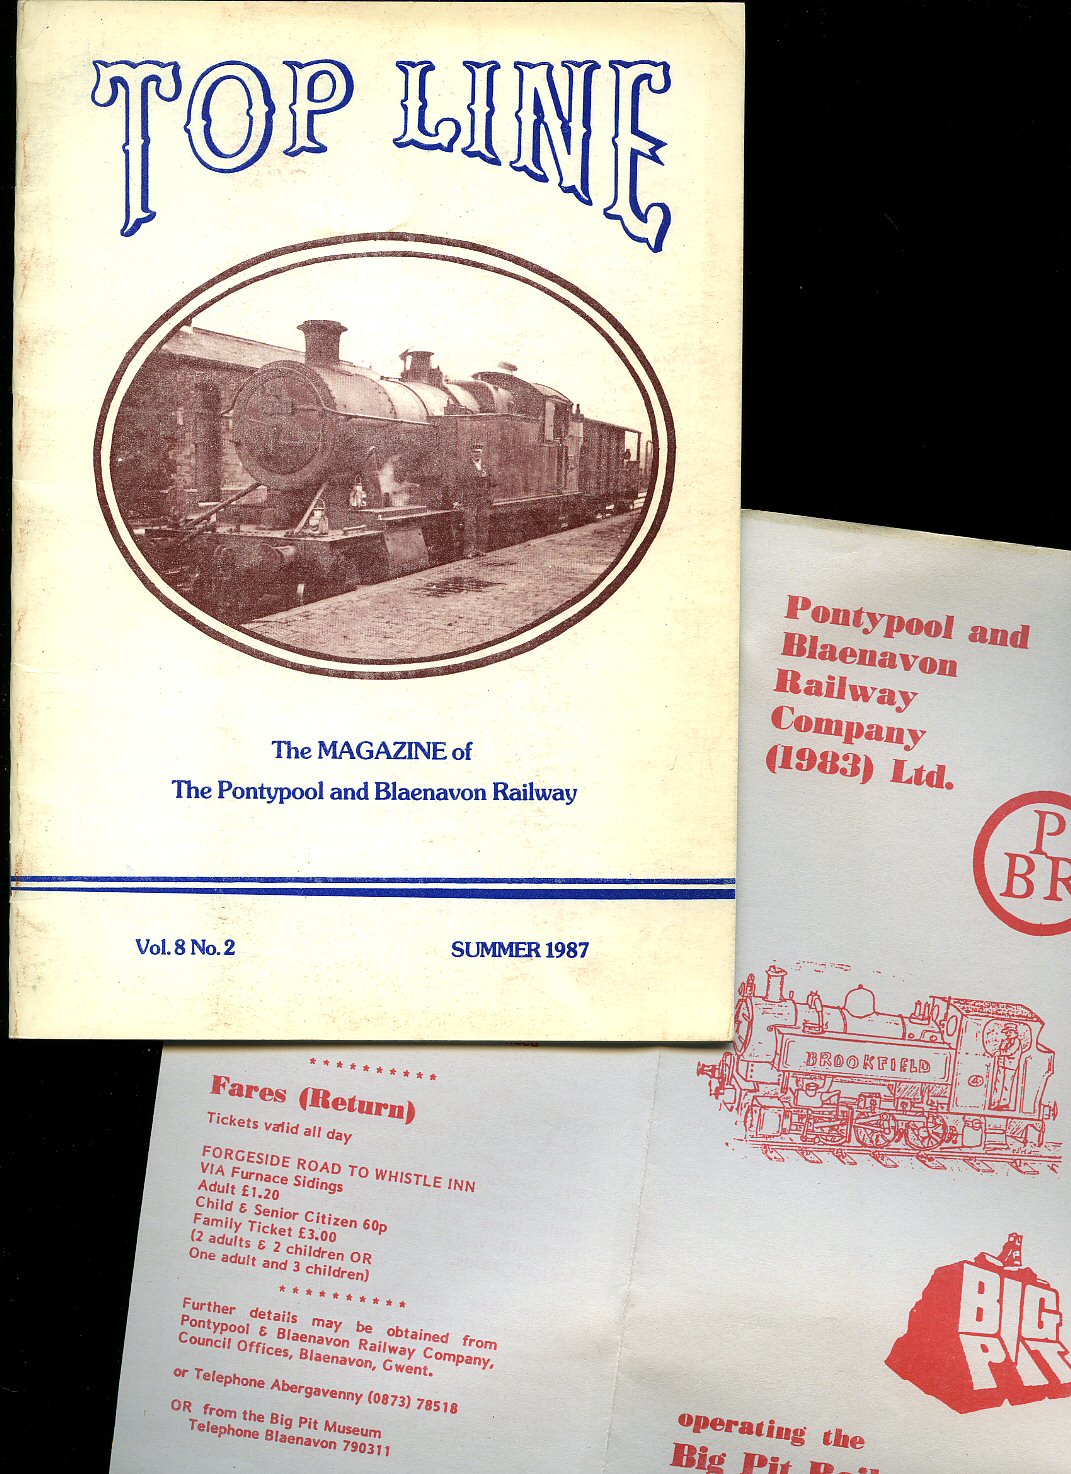 TOP LINE
The MAGAZINE of
The Pontypool and Blaenavon Railway
Vol. 8 No. 2
SUMMER 1987
Pontypool and
Blaenavon
Railway
Company
(1983) Ltd.
P
BR
BROOKFIELD
4
BIG
PIT
operating the
Big Pit
* * * * * * * * * *
Fares (Return)
Tickets valid all day
FORGESIDE ROAD TO WHISTLE INN
VIA Furnace Sidings
Adult £1.20
Child & Senior Citizen 60p
Family Ticket £3.00
(2 adults & 2 children OR
One adult and 3 children)
* * * * * * * * * *
Further details may be obtained from
Pontypool & Blaenavon Railway Company,
Council Offices, Blaenavon, Gwent.
or Telephone Abergavenny (0873) 78518
OR from the Big Pit Museum
Telephone Blaenavon 790311